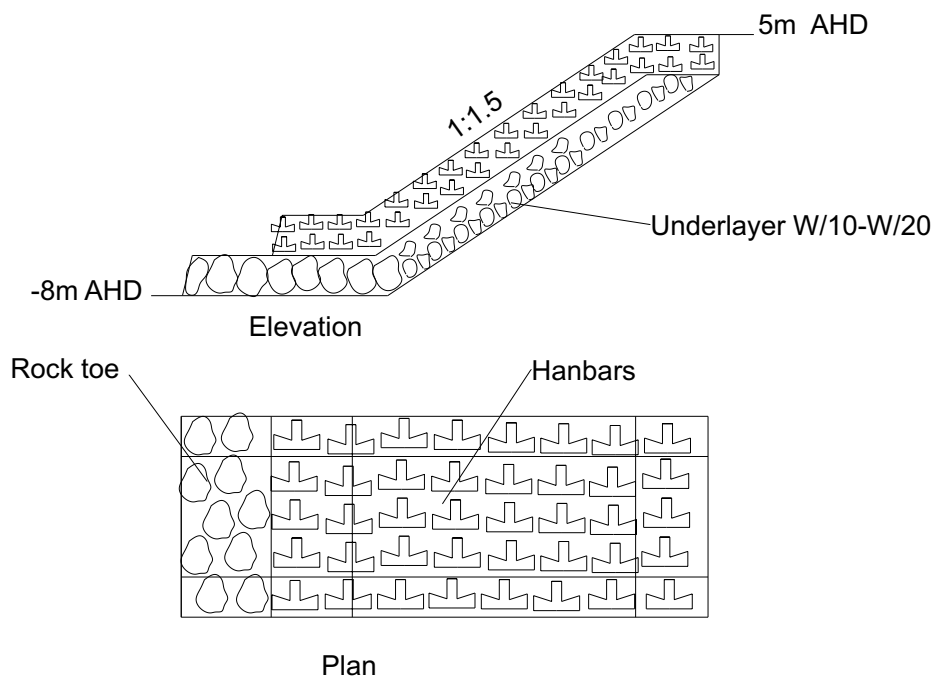 5m AHD
1:1.5
Underlayer W/10-W/20
-8m AHD
Elevation
Rock toe
Hanbars
Plan